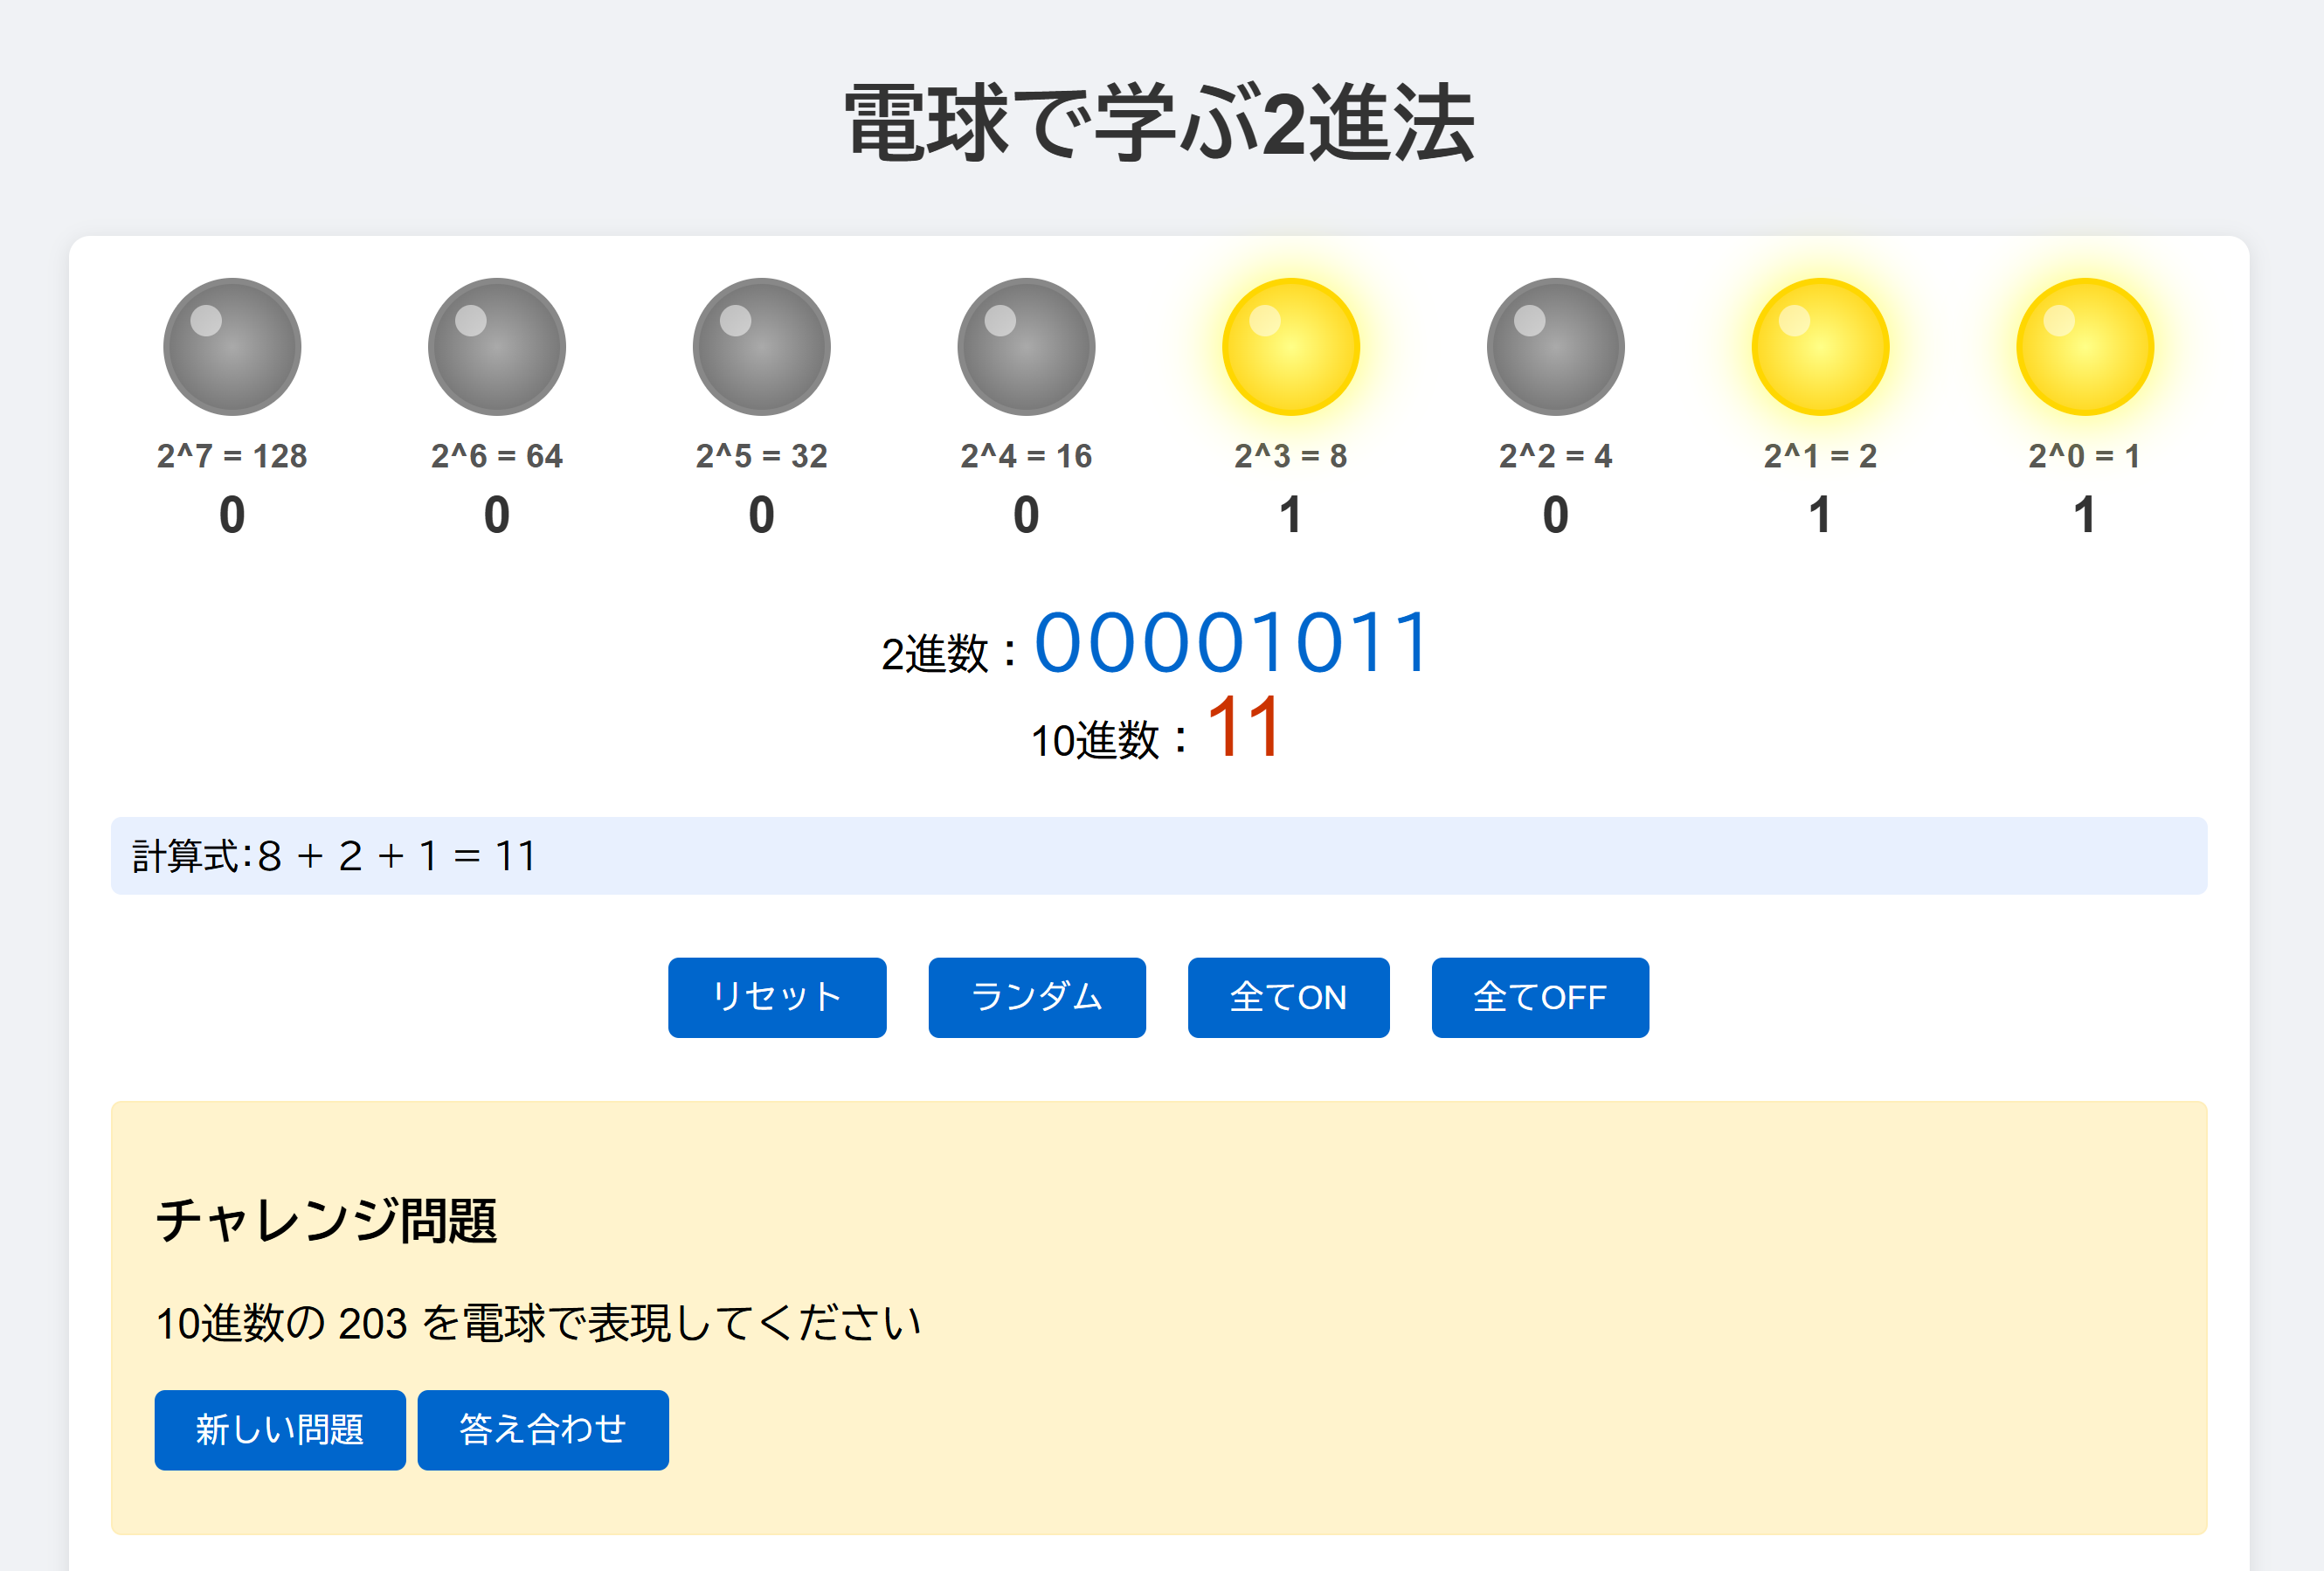 電球で学ぶ2進法
2^7 = 128 2^6 = 64 2^5 = 32 2^4 = 16 2^3 = 8 2^2 = 4 2^1 = 2 2^0 = 1
0 0 0 0 1 0 1 1
2進数：00001011
10進数：11
計算式：8 + 2 + 1 = 11
リセット ランダム 全てON 全てOFF
チャレンジ問題
10進数の 203 を電球で表現してください
新しい問題 答え合わせ